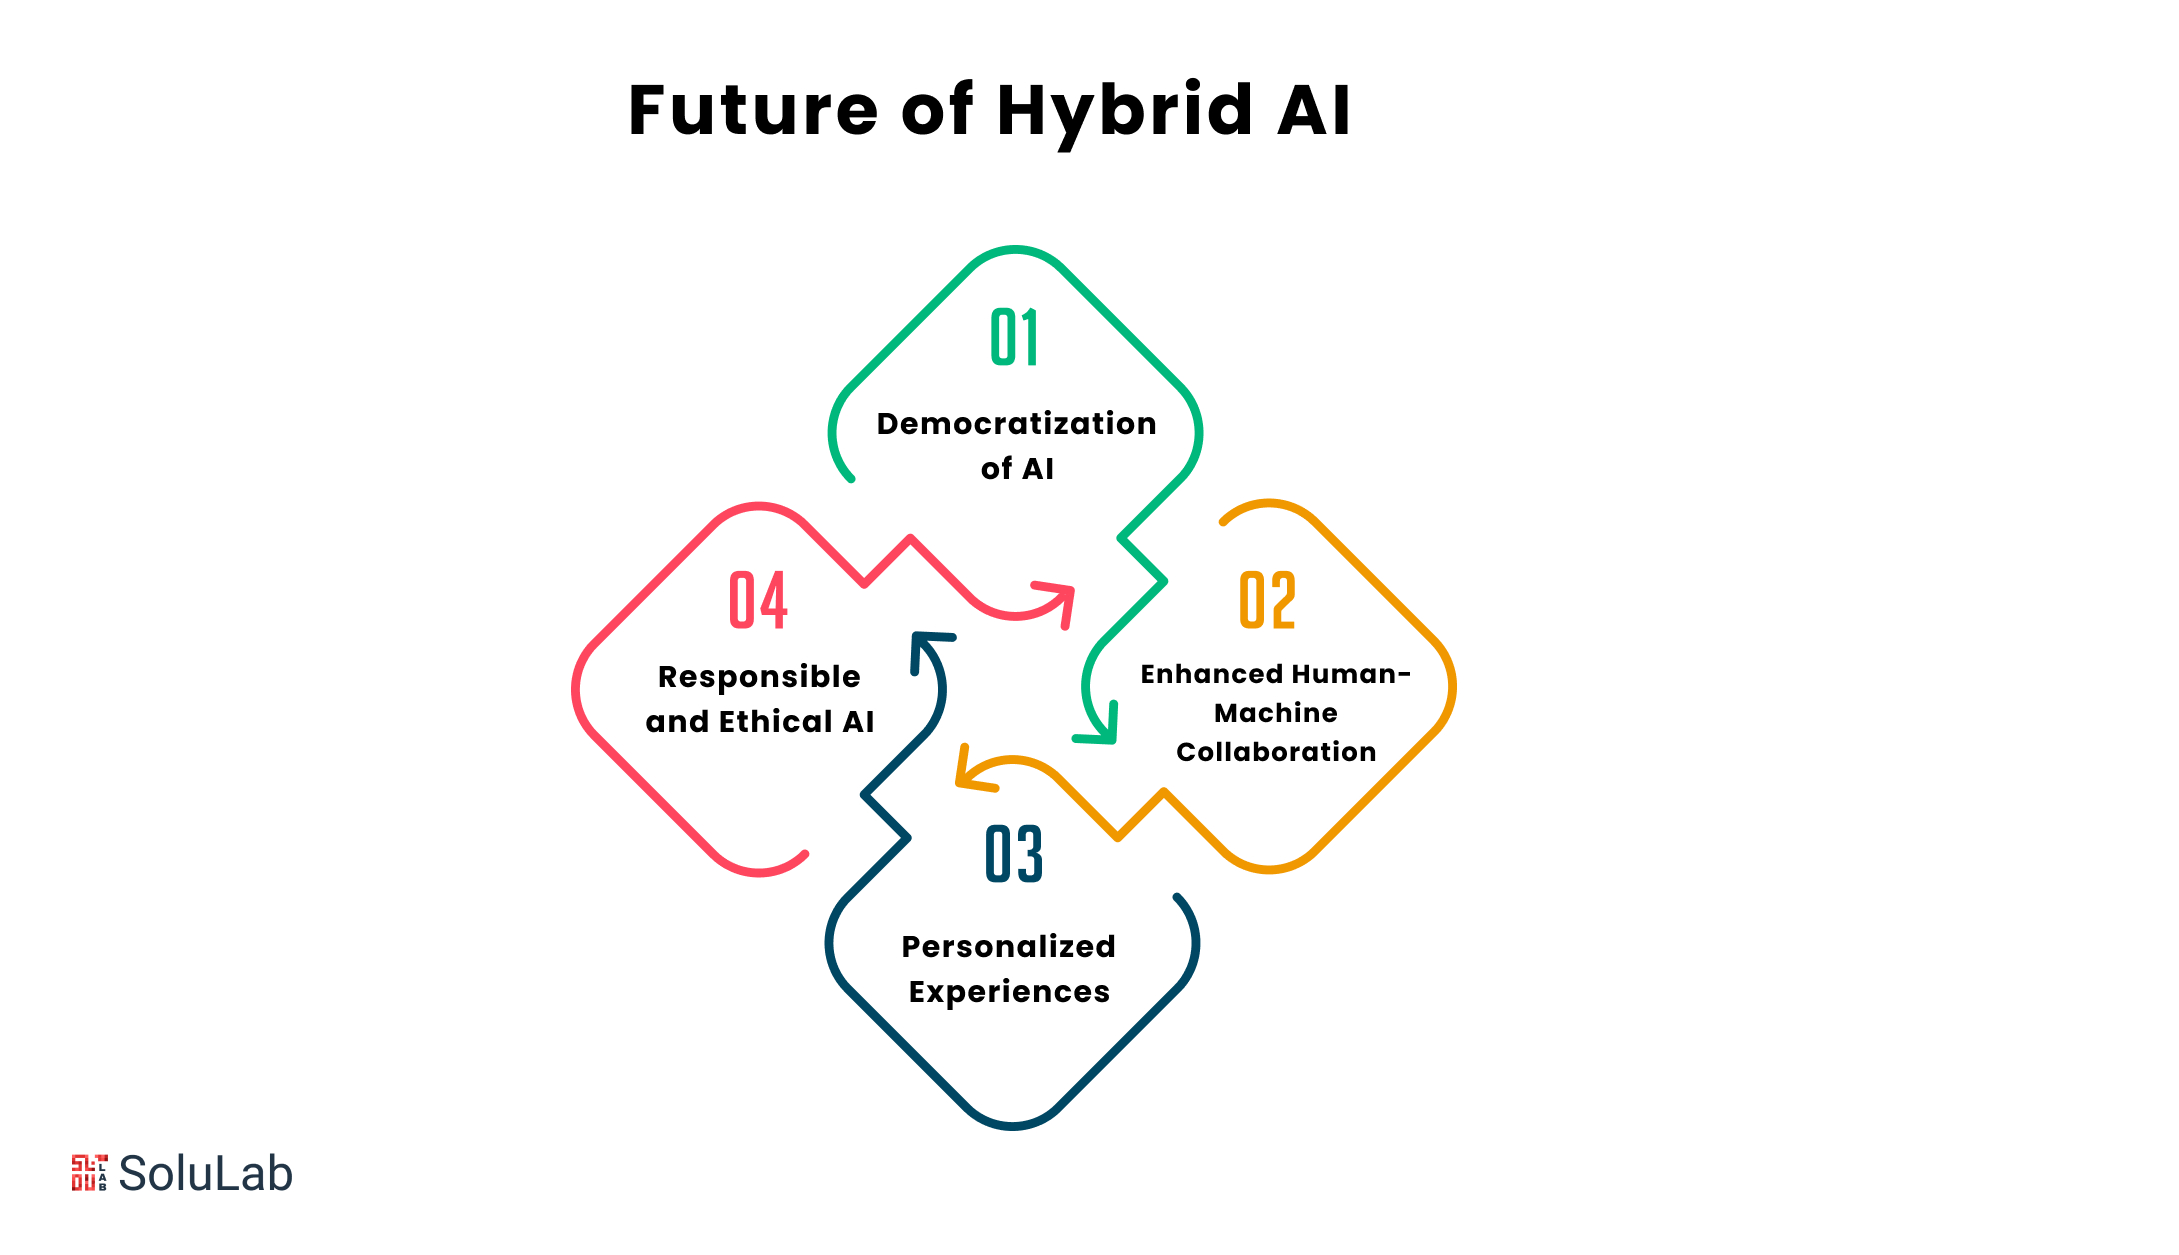 Future of Hybrid AI
01
Democratization
of AI
02
Enhanced Human-
Machine
Collaboration
03
Personalized
Experiences
04
Responsible
and Ethical AI
SoluLab